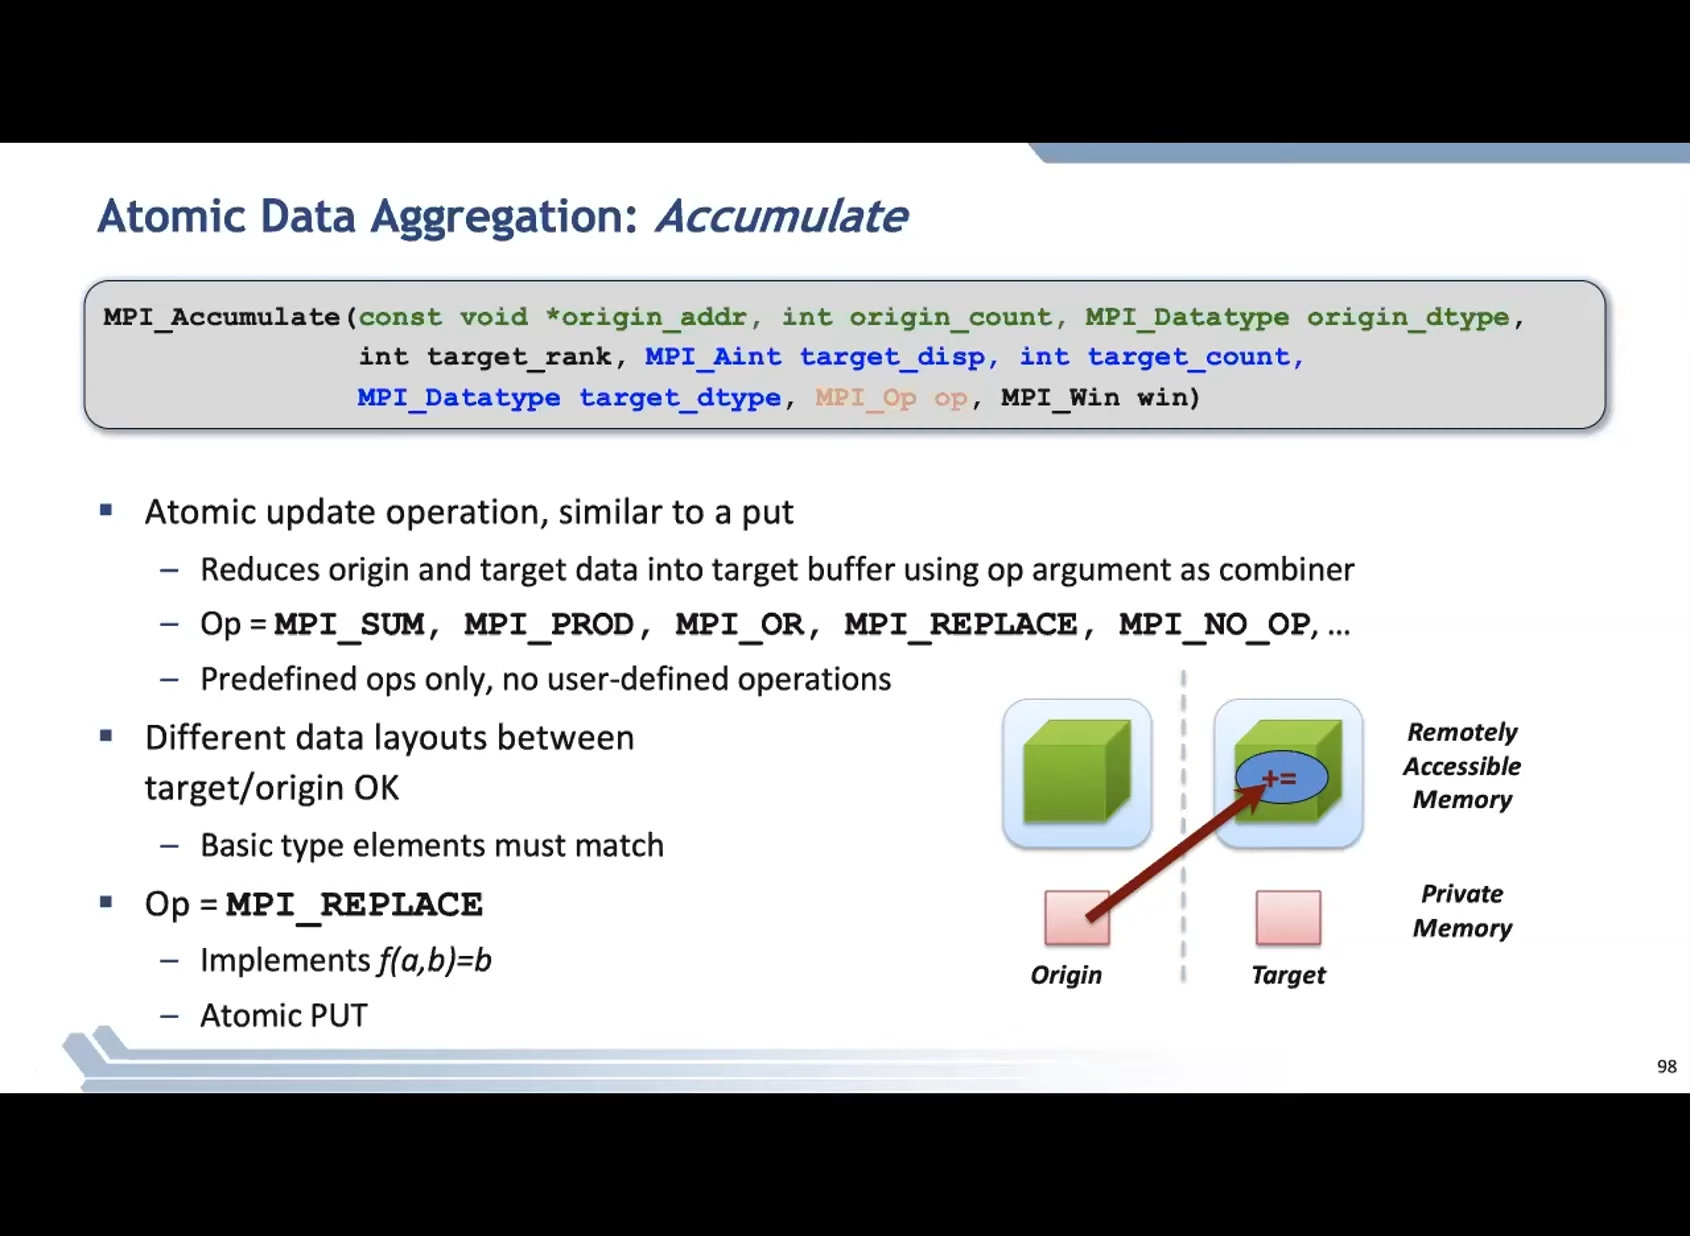 Atomic Data Aggregation: Accumulate
MPI_Accumulate(const void *origin_addr, int origin_count, MPI_Datatype origin_dtype,
int target_rank, MPI_Aint target_disp, int target_count,
MPI_Datatype target_dtype, MPI_Op op, MPI_Win win)
▪ Atomic update operation, similar to a put
– Reduces origin and target data into target buffer using op argument as combiner
– Op = MPI_SUM, MPI_PROD, MPI_OR, MPI_REPLACE, MPI_NO_OP, …
– Predefined ops only, no user-defined operations
▪ Different data layouts between
target/origin OK
– Basic type elements must match
▪ Op = MPI_REPLACE
– Implements f(a,b)=b
– Atomic PUT
+=
Remotely
Accessible
Memory
Private
Memory
Origin
Target
98